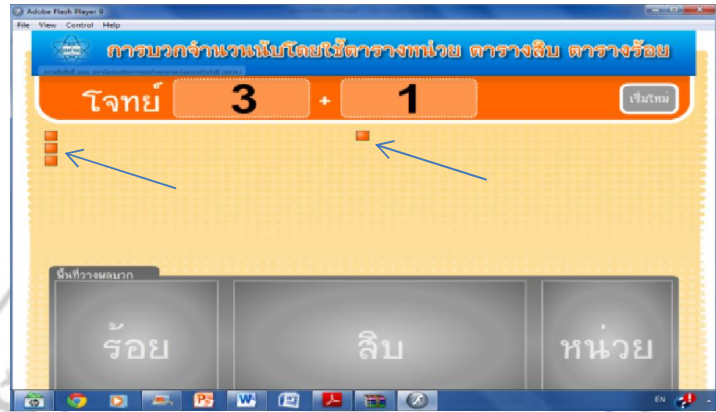 Adobe Flash Player 9
File View Control Help
การบวกจำนวนนับโดยใช้ตารางหน่วย ตารางสิบ ตารางร้อย
โจทย์ 3 + 1 เริ่มใหม่
พื้นที่วางผลบวก
ร้อย สิบ หน่วย
EN